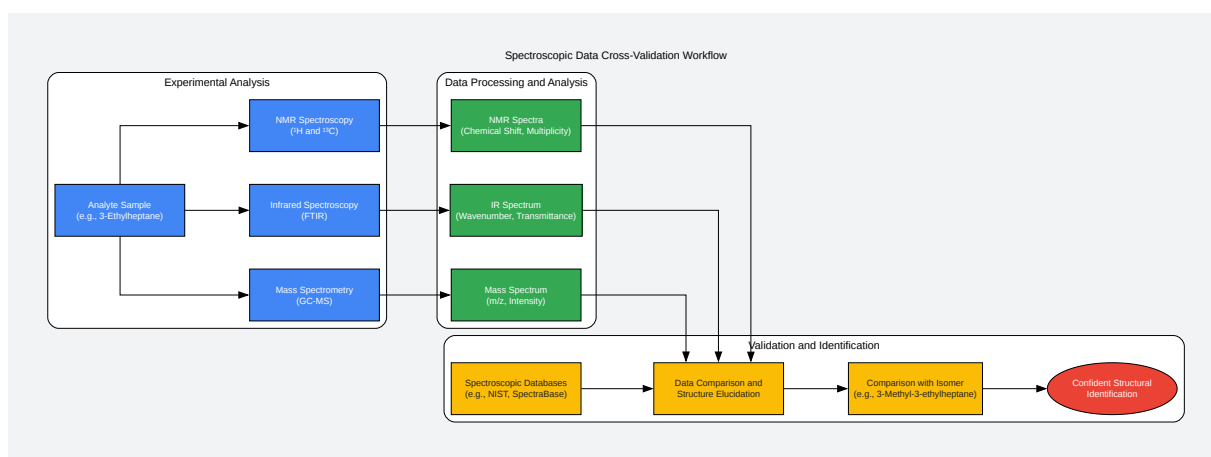 Spectroscopic Data Cross-Validation Workflow
Experimental Analysis
NMR Spectroscopy
(¹H and ¹³C)
Analyte Sample
(e.g., 3-Ethylheptane)
Infrared Spectroscopy
(FTIR)
Mass Spectrometry
(GC-MS)
Data Processing and Analysis
NMR Spectra
(Chemical Shift, Multiplicity)
IR Spectrum
(Wavenumber, Transmittance)
Mass Spectrum
(m/z, Intensity)
Validation and Identification
Spectroscopic Databases
(e.g., NIST, SpectraBase)
Data Comparison and
Structure Elucidation
Comparison with Isomer
(e.g., 3-Methyl-3-ethylheptane)
Confident Structural
Identification